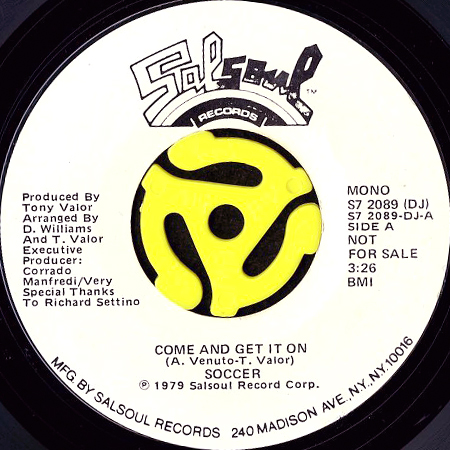 Salsoul
TM
RECORDS
Produced By
Tony Valor
Arranged By
D. Williams
And T. Valor
Executive
Producer:
Corrado
Manfredi/Very
Special Thanks
To Richard Settino
MONO
S7 2089 (DJ)
S7 2089-DJ-A
SIDE A
NOT
FOR SALE
3:26
BMI
COME AND GET IT ON
(A. Venuto-T. Valor)
SOCCER
℗ 1979 Salsoul Record Corp.
MFG. BY SALSOUL RECORDS 240 MADISON AVE., N.Y., N.Y. 10016